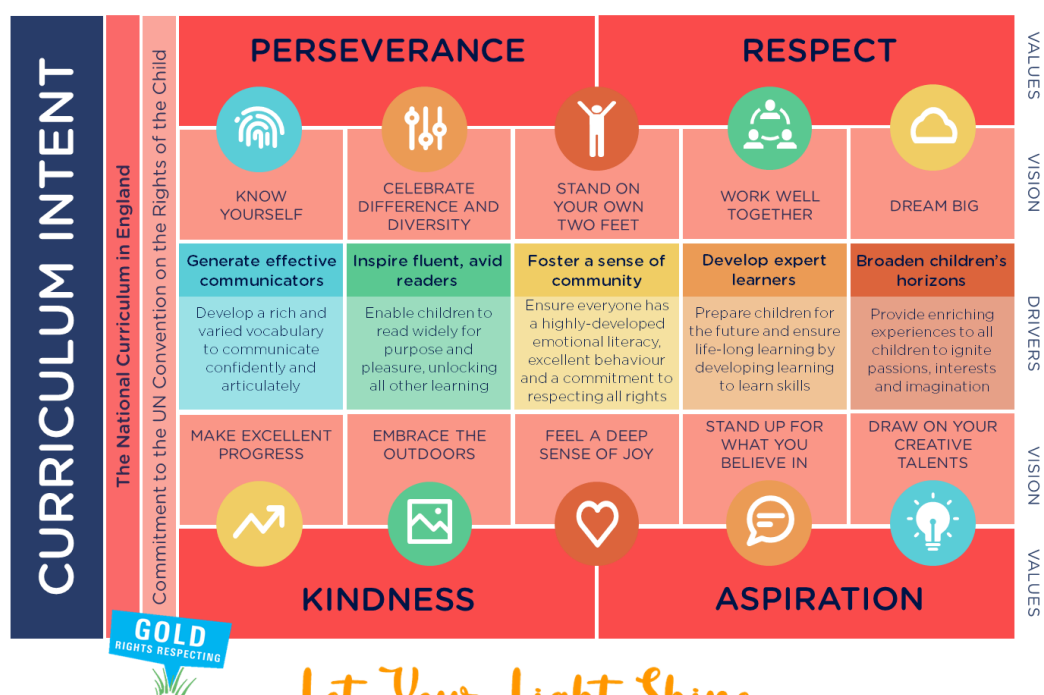 CURRICULUM INTENT
The National Curriculum in England
Commitment to the UN Convention on the Rights of the Child
PERSEVERANCE
RESPECT
VALUES
KNOW
YOURSELF
CELEBRATE
DIFFERENCE AND
DIVERSITY
STAND ON
YOUR OWN
TWO FEET
WORK WELL
TOGETHER
DREAM BIG
VISION
Generate effective
communicators
Develop a rich and
varied vocabulary
to communicate
confidently and
articulately
Inspire fluent, avid
readers
Enable children to
read widely for
purpose and
pleasure, unlocking
all other learning
Foster a sense of
community
Ensure everyone has
a highly-developed
emotional literacy,
excellent behaviour
and a commitment to
respecting all rights
Develop expert
learners
Prepare children for
the future and ensure
life-long learning by
developing learning
to learn skills
Broaden children's
horizons
Provide enriching
experiences to all
children to ignite
passions, interests
and imagination
DRIVERS
MAKE EXCELLENT
PROGRESS
EMBRACE THE
OUTDOORS
FEEL A DEEP
SENSE OF JOY
STAND UP FOR
WHAT YOU
BELIEVE IN
DRAW ON YOUR
CREATIVE
TALENTS
VISION
KINDNESS
ASPIRATION
VALUES
GOLD
RIGHTS RESPECTING
Let Your Light Shine